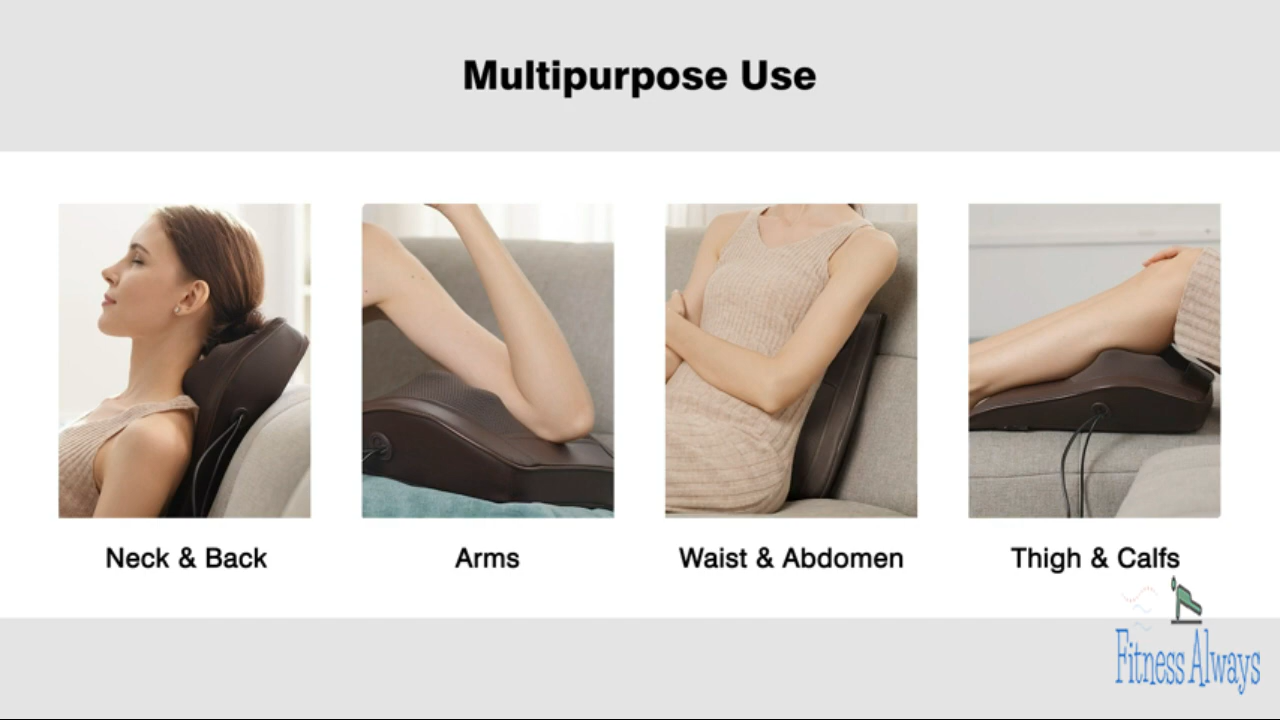 Multipurpose Use
Neck & Back
Arms
Waist & Abdomen
Thigh & Calfs
Fitness Always